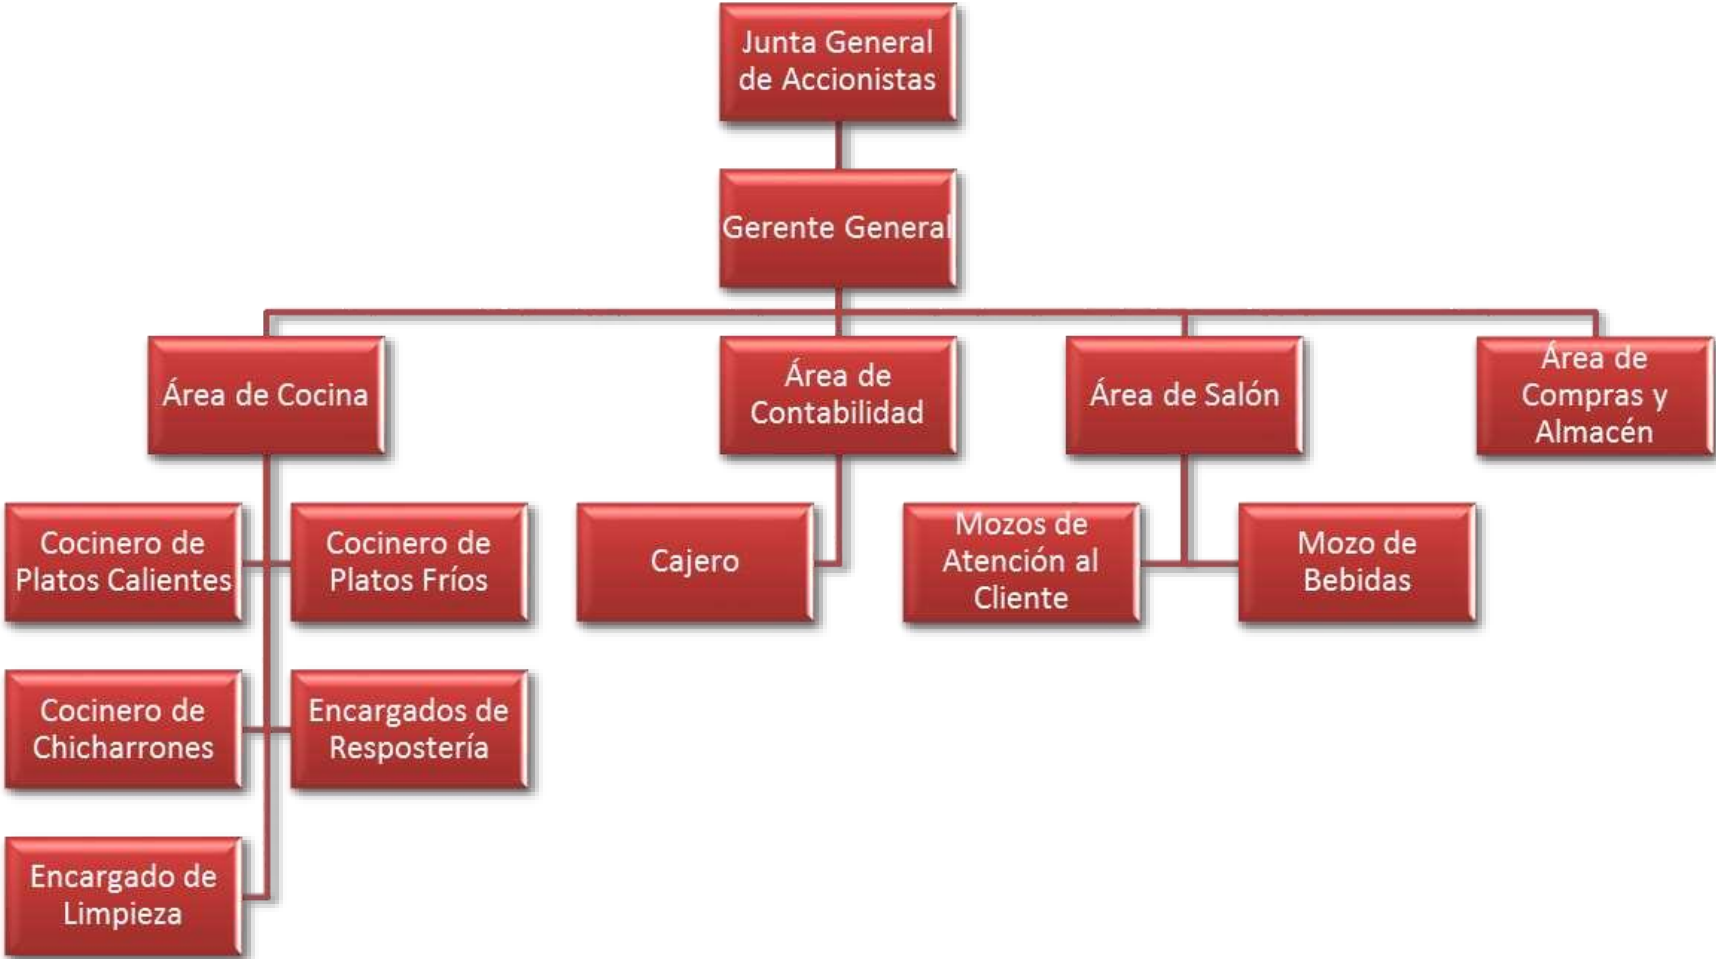 Junta General
de Accionistas
Gerente General
Área de Cocina
Área de
Contabilidad
Área de Salón
Área de
Compras y
Almacén
Cocinero de
Platos Calientes
Cocinero de
Platos Fríos
Cajero
Mozos de
Atención al
Cliente
Mozo de
Bebidas
Cocinero de
Chicharrones
Encargados de
Respostería
Encargado de
Limpieza